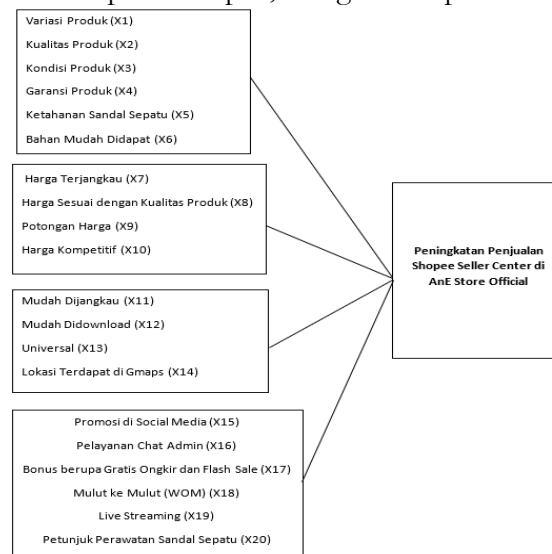 Variasi Produk (X1)
Kualitas Produk (X2)
Kondisi Produk (X3)
Garansi Produk (X4)
Ketahanan Sandal Sepatu (X5)
Bahan Mudah Didapat (X6)
Harga Terjangkau (X7)
Harga Sesuai dengan Kualitas Produk (X8)
Potongan Harga (X9)
Harga Kompetitif (X10)
Mudah Dijangkau (X11)
Mudah Didownload (X12)
Universal (X13)
Lokasi Terdapat di Gmaps (X14)
Promosi di Social Media (X15)
Pelayanan Chat Admin (X16)
Bonus berupa Gratis Ongkir dan Flash Sale (X17)
Mulut ke Mulut (WOM) (X18)
Live Streaming (X19)
Petunjuk Perawatan Sandal Sepatu (X20)
Peningkatan Penjualan
Shopee Seller Center di
AnE Store Official